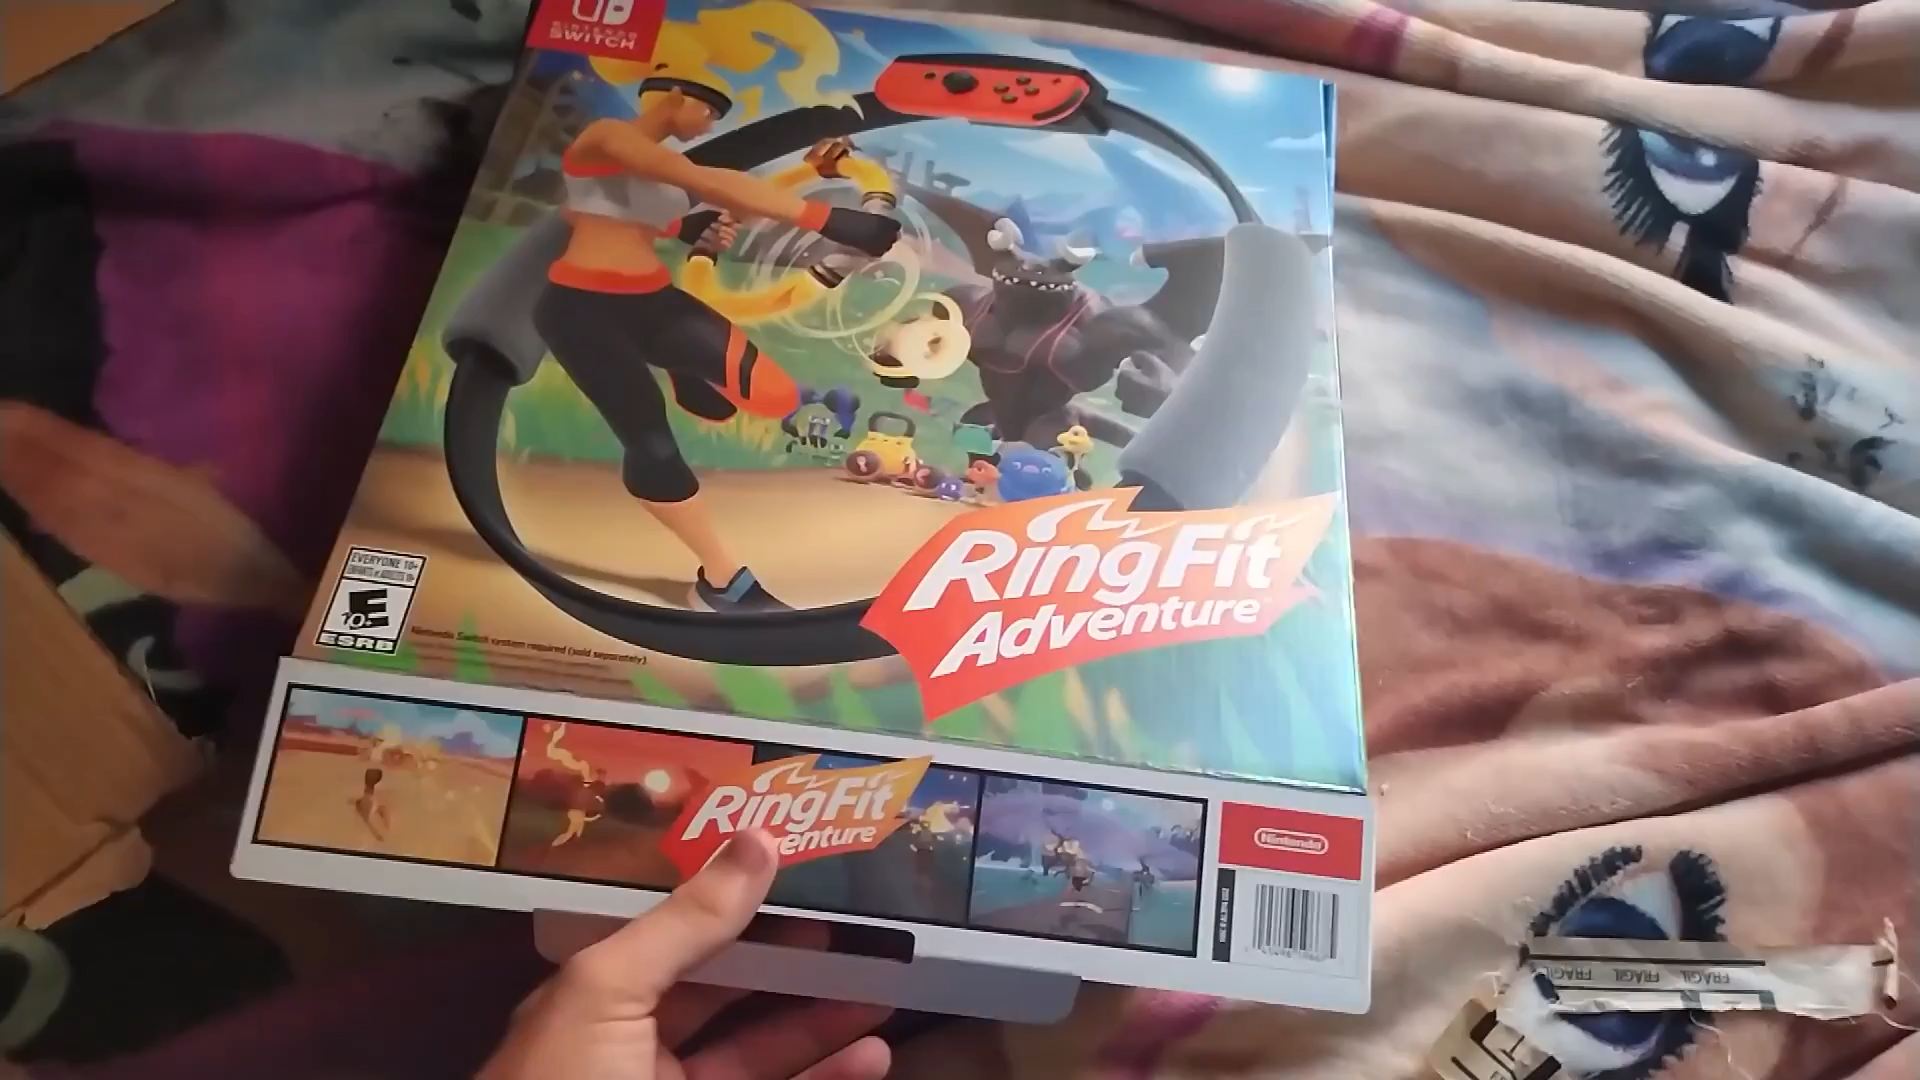 NINTENDO
SWITCH
RingFit
Adventure
EVERYONE 10+
E
10+
ESRB
Nintendo Switch system required (sold separately)
RingFit
enture
Nintendo
FRAGIL FRAGIL FRAGIL